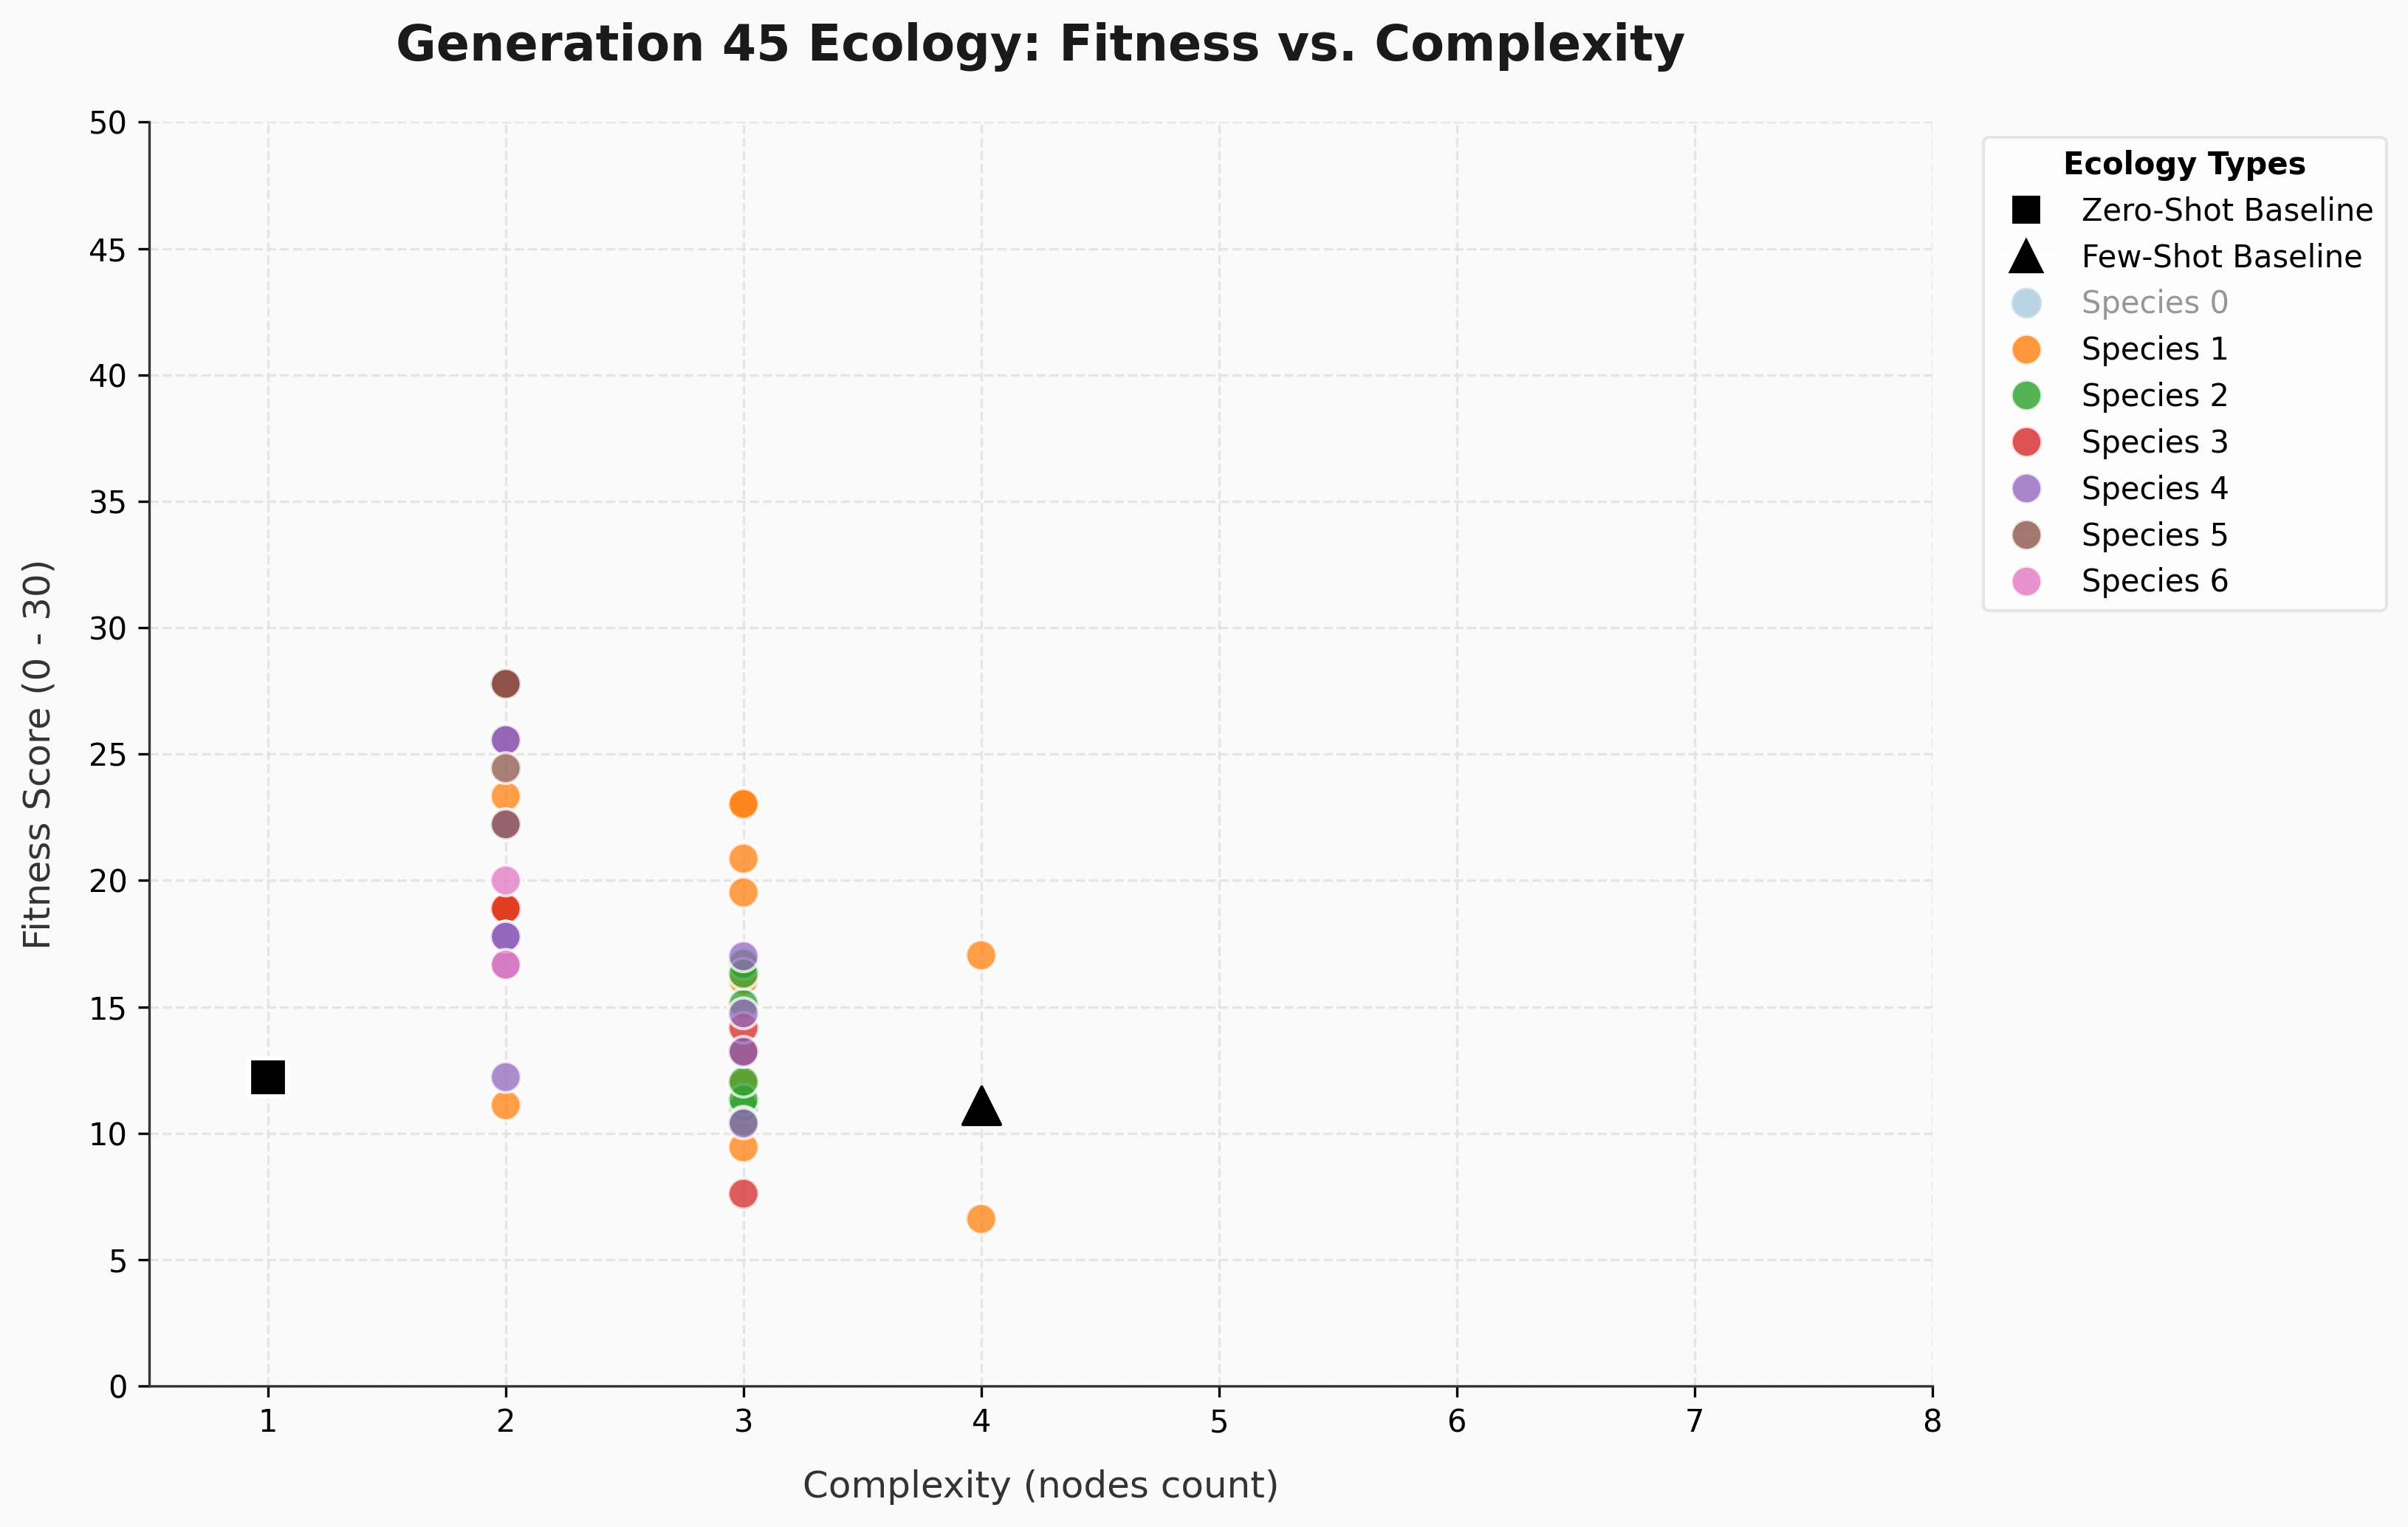 Generation 45 Ecology: Fitness vs. Complexity
50
45
40
35
30
25
20
15
10
5
0
Fitness Score (0 - 30)
1 2 3 4 5 6 7 8
Complexity (nodes count)
Ecology Types
Zero-Shot Baseline
Few-Shot Baseline
Species 0
Species 1
Species 2
Species 3
Species 4
Species 5
Species 6